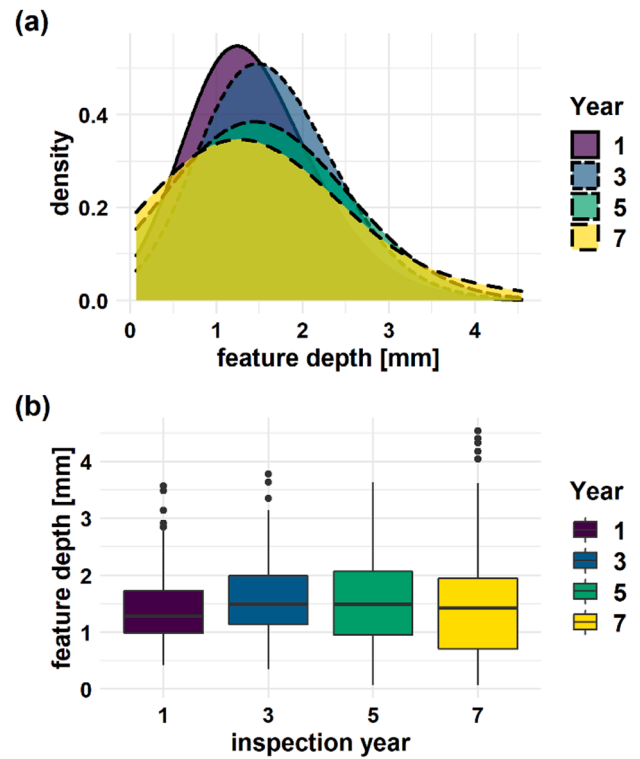 (a)
density
0.4
0.2
0.0
0 1 2 3 4
feature depth [mm]
Year
1
3
5
7
(b)
feature depth [mm]
4
3
2
1
0
1 3 5 7
inspection year
Year
1
3
5
7